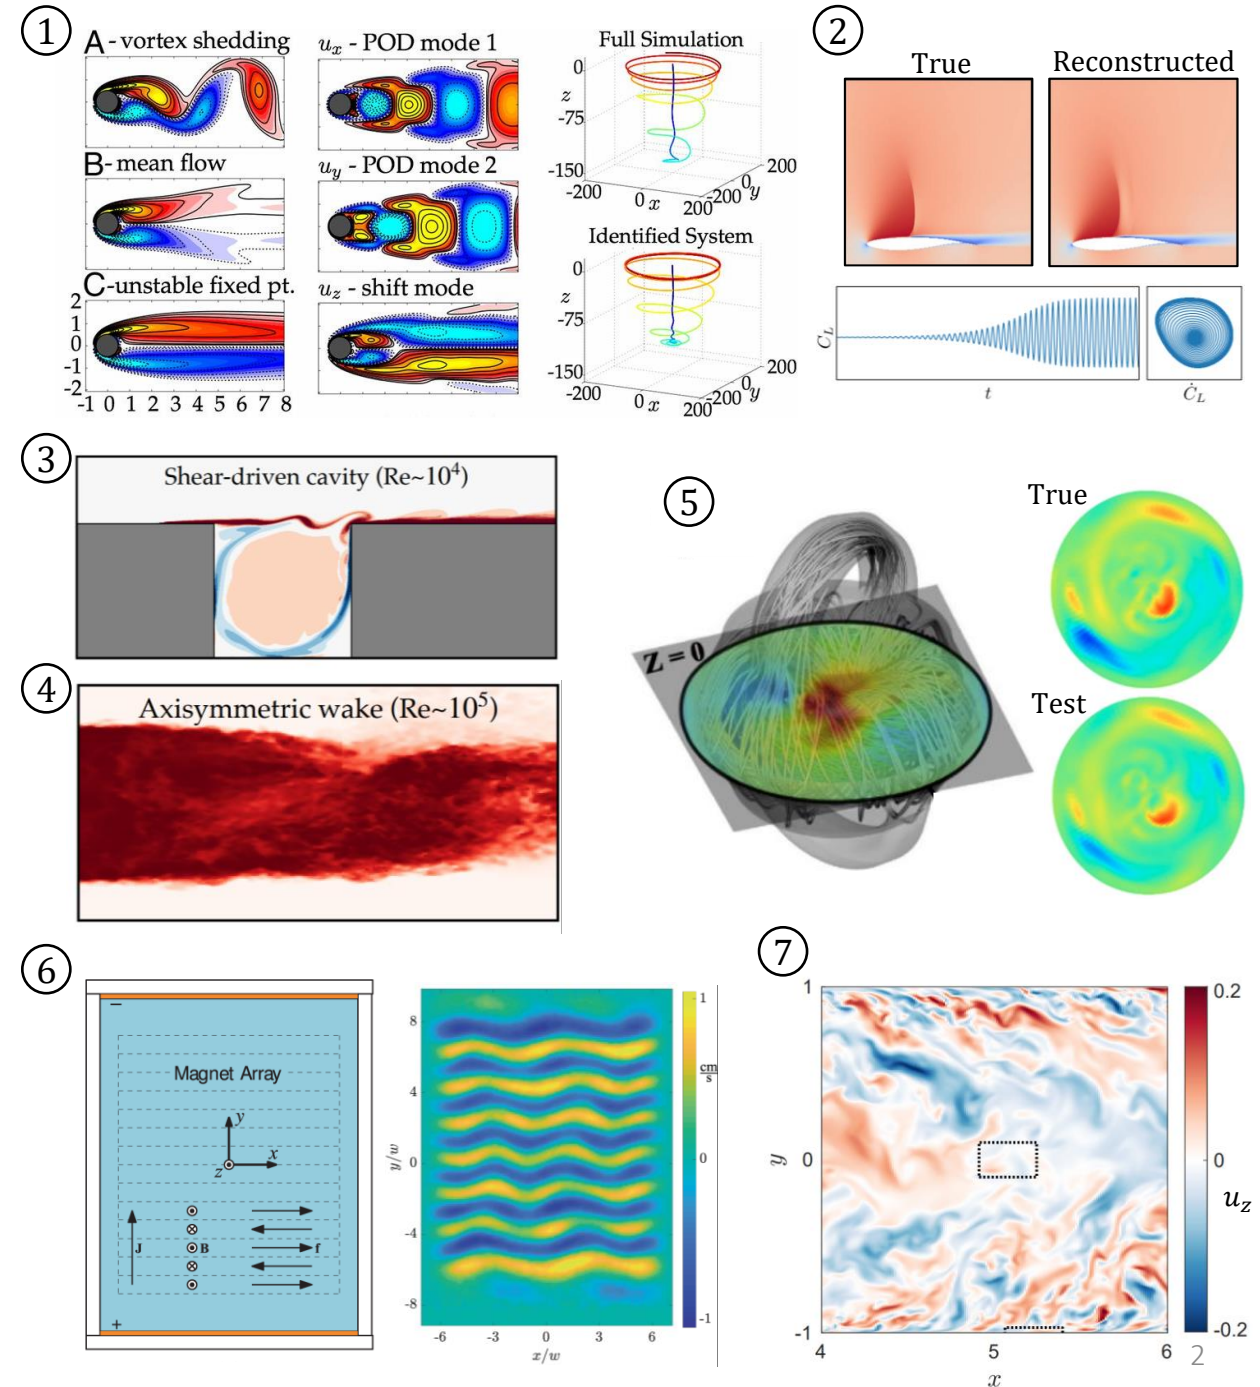 1
A - vortex shedding
B - mean flow
C -unstable fixed pt.
2
1
0
-1
-2
-1 0 1 2 3 4 5 6 7 8
u_x - POD mode 1
u_y - POD mode 2
u_z - shift mode
Full Simulation
0
z
-75
-150
-200
0 x
200
-200
0
y
200
Identified System
0
z
-75
-150
-200
0 x
200
-200
0
y
200
2
True
Reconstructed
C_L
t
Ċ_L
3
Shear-driven cavity (Re~10⁴)
4
Axisymmetric wake (Re~10⁵)
5
Z = 0
True
Test
6
−
Magnet Array
y
x
z
J
B
f
+
8
4
0
-4
-8
y/w
-6 -3 0 3 6
x/w
1
cm
s
0
-1
7
1
0
-1
y
4 5 6
x
0.2
0
u_z
-0.2
2